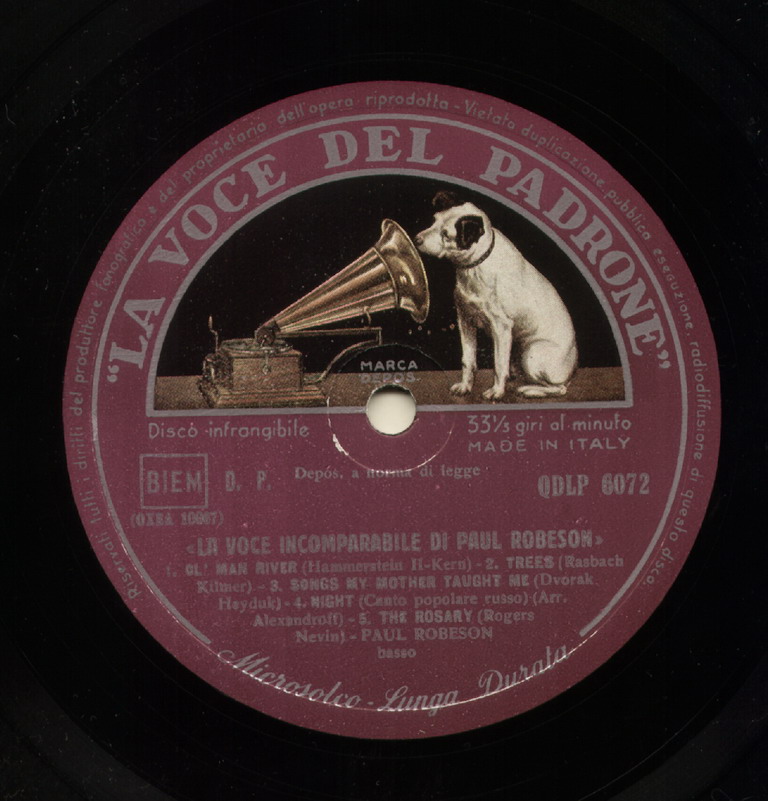 Riservati tutti i diritti del produttore fonografico e del proprietario dell'opera riprodotta - Vietata duplicazione, pubblica esecuzione, radiodiffusione di questo disco
“LA VOCE DEL PADRONE”
MARCA
DEPOS.
Disco infrangibile
33⅓ giri al minuto
MADE IN ITALY
BIEM D. P.
Depós. a norma di legge
QDLP 6072
«LA VOCE INCOMPARABILE DI PAUL ROBESON»
1. OL' MAN RIVER (Hammerstein II-Kern) - 2. TREES (Rasbach
Kilmer) - 3. SONGS MY MOTHER TAUGHT ME (Dvorak
Hayduk) - 4. NIGHT (Canto popolare russo) (Arr.
Alexandroff) - 5. THE ROSARY (Rogers
Nevin) - PAUL ROBESON
basso
Microsolco - Lunga Durata